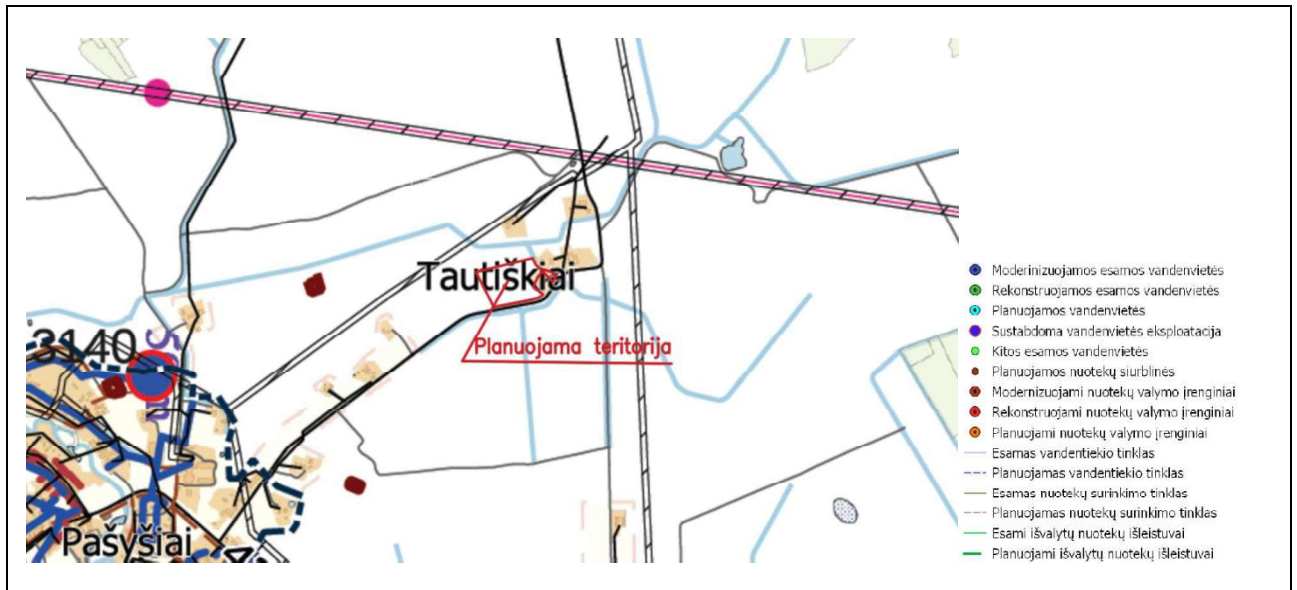 Tautiškiai
Planuojama teritorija
3140
Pašyšiai
Moderinizuojamos esamos vandenvietės
Rekonstruojamos esamos vandenvietės
Planuojamos vandenvietės
Sustabdoma vandenvietės eksploatacija
Kitos esamos vandenvietės
Planuojamos nuotekų siurblinės
Modernizuojami nuotekų valymo įrenginiai
Rekonstruojami nuotekų valymo įrenginiai
Planuojami nuotekų valymo įrenginiai
Esamas vandentiekio tinklas
Planuojamas vandentiekio tinklas
Esamas nuotekų surinkimo tinklas
Planuojamas nuotekų surinkimo tinklas
Esami išvalytų nuotekų išleistuvai
Planuojami išvalytų nuotekų išleistuvai